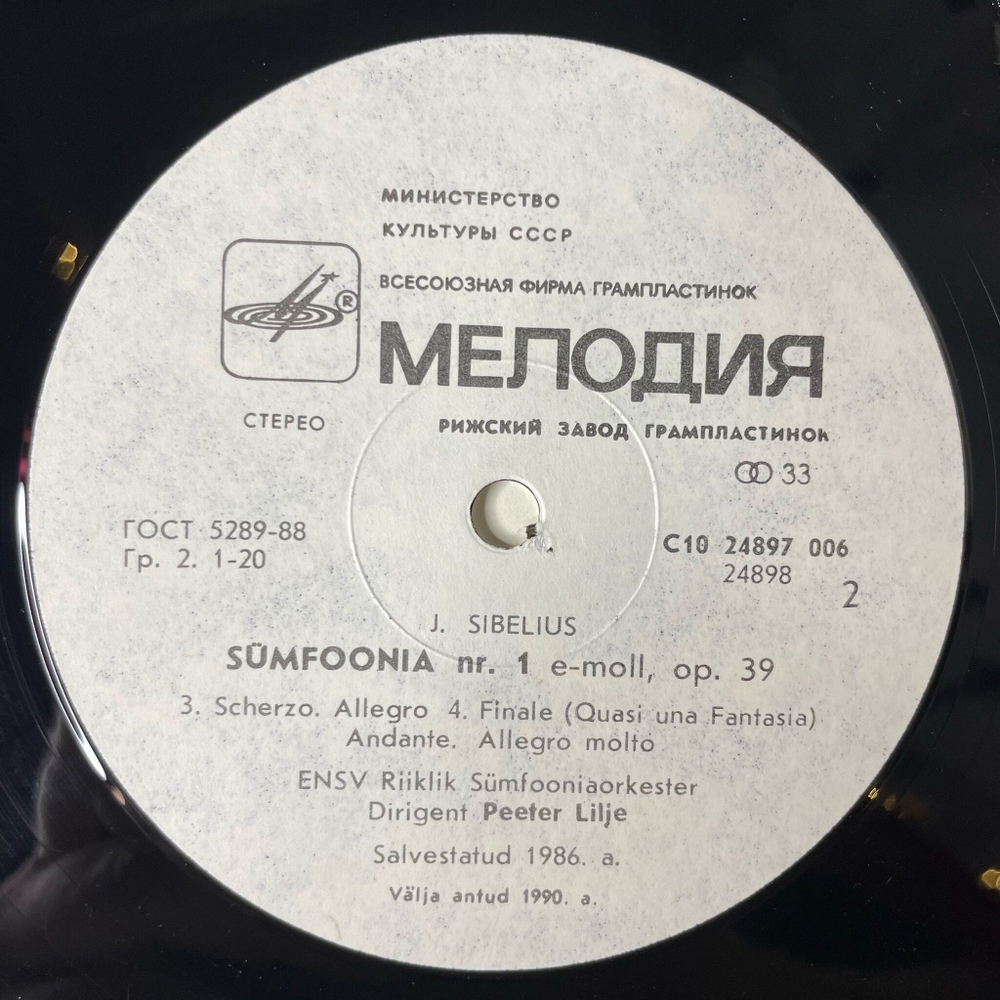 МИНИСТЕРСТВО
КУЛЬТУРЫ СССР
ВСЕСОЮЗНАЯ ФИРМА ГРАМПЛАСТИНОК
®
МЕЛОДИЯ
СТЕРЕО
РИЖСКИЙ ЗАВОД ГРАМПЛАСТИНОК
33
ГОСТ 5289-88
Гр. 2. 1-20
С10 24897 006
24898
2
J. SIBELIUS
SÜMFOONIA nr. 1 e-moll, op. 39
3. Scherzo. Allegro 4. Finale (Quasi una Fantasia)
Andante. Allegro molto
ENSV Riiklik Sümfooniaorkester
Dirigent Peeter Lilje
Salvestatud 1986. a.
Välja antud 1990. a.